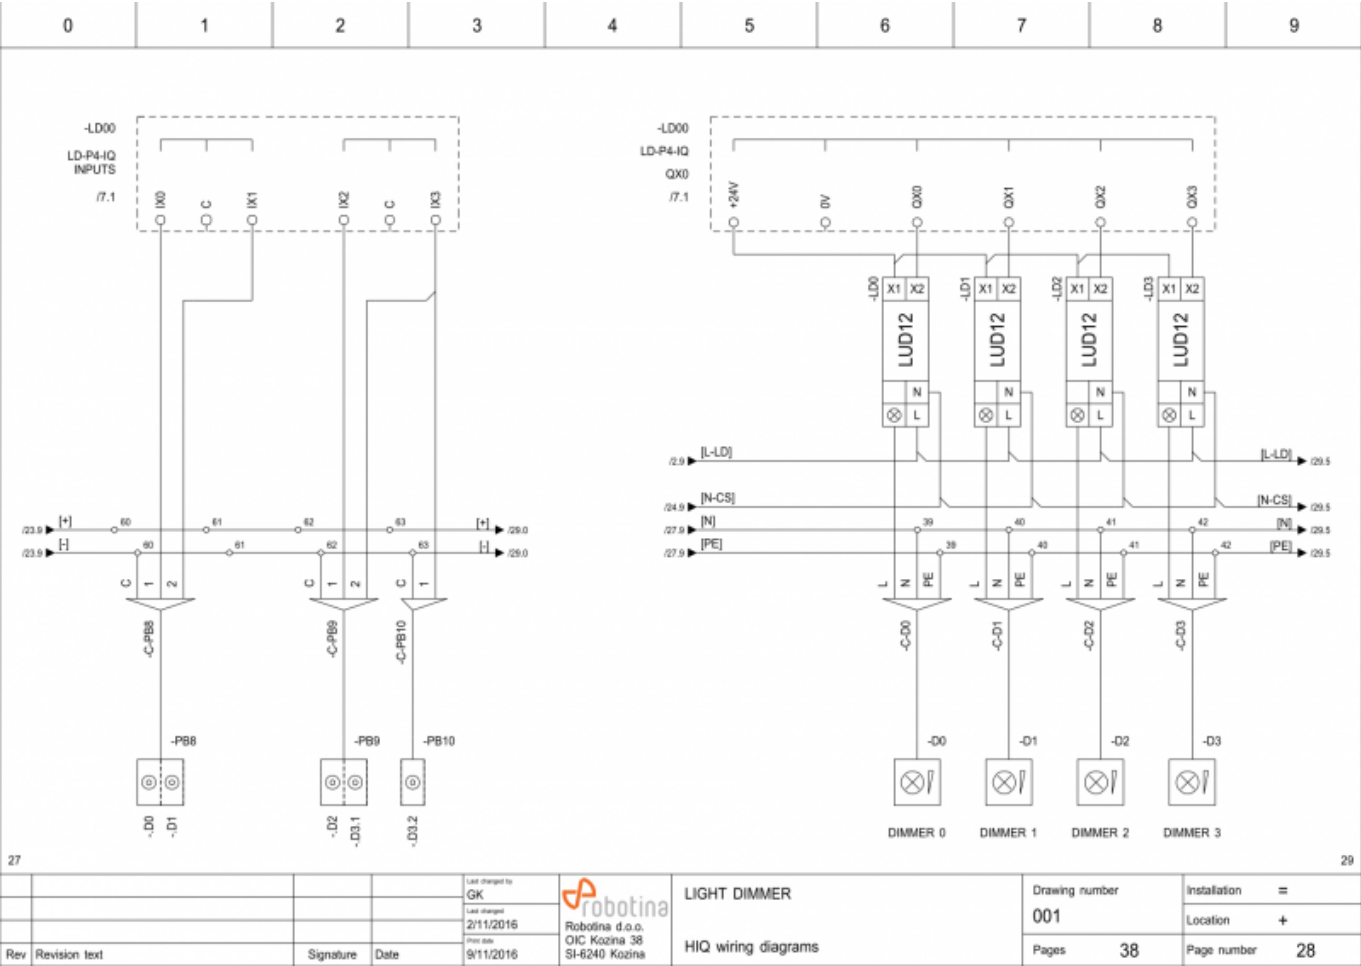 0 1 2 3 4 5 6 7 8 9
-LD00
LD-P4-IQ
INPUTS
/7.1
IX0 C IX1 IX2 C IX3
-LD00
LD-P4-IQ
QX0
/7.1
+24V 0V QX0 QX1 QX2 QX3
-LD0 X1 X2 -LD1 X1 X2 -LD2 X1 X2 -LD3 X1 X2
LUD12 LUD12 LUD12 LUD12
N N N N
L L L L
/2.9 [L-LD] [L-LD] /29.5
/24.9 [N-CS] [N-CS] /29.5
/23.9 [+] 60 61 62 63 [+] /29.0
/27.9 [N] 39 40 41 42 [N] /29.5
/23.9 [-] 60 61 62 63 [-] /29.0
/27.9 [PE] 39 40 41 42 [PE] /29.5
C 1 2 C 1 2 C 1
L N PE L N PE L N PE L N PE
-C-PB8 -C-PB9 -C-PB10
-C-D0 -C-D1 -C-D2 -C-D3
-PB8 -PB9 -PB10
-D0 -D1 -D2 -D3
-.D0 -.D1 -.D2 -.D3.1 -.D3.2
DIMMER 0 DIMMER 1 DIMMER 2 DIMMER 3
27 29
Rev Revision text Signature Date
Last changed by
GK
Last changed
2/11/2016
Print date
9/11/2016
robotina
Robotina d.o.o.
OIC Kozina 38
SI-6240 Kozina
LIGHT DIMMER
HIQ wiring diagrams
Drawing number
001
Pages 38
Installation =
Location +
Page number 28